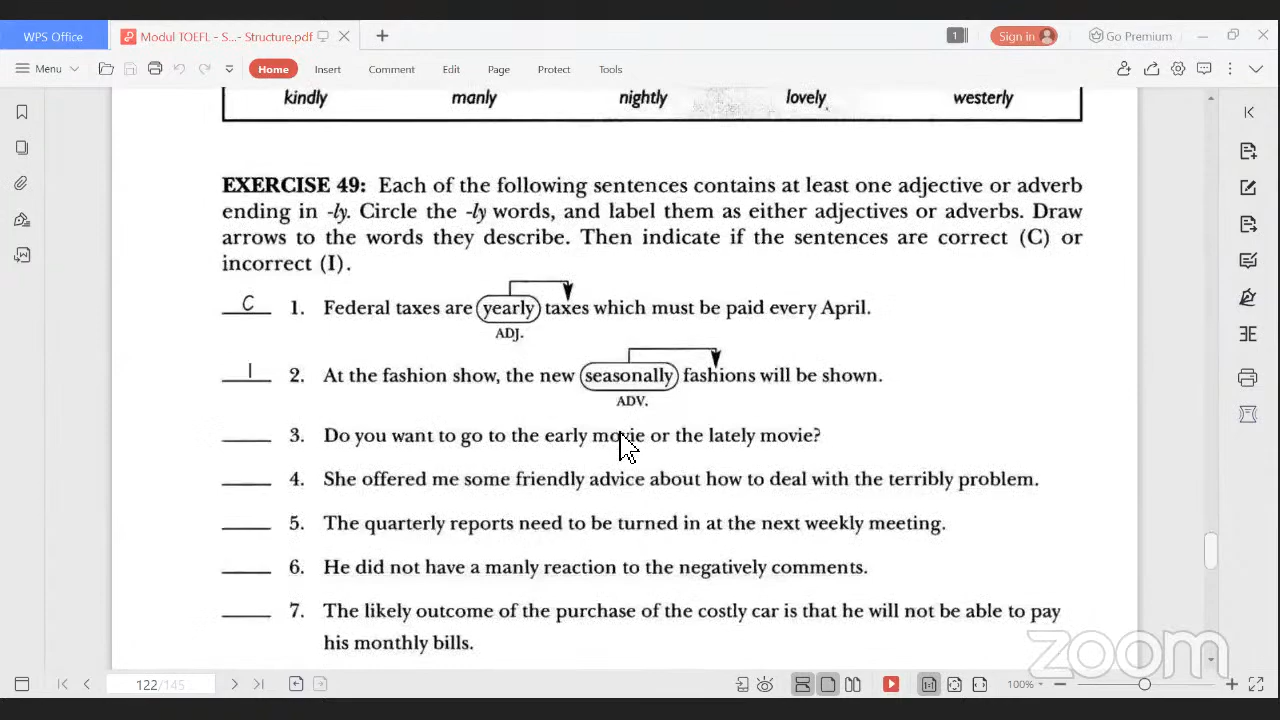 WPS Office
Modul TOEFL - S...- Structure.pdf
1
Sign in
Go Premium
Menu
Home
Insert
Comment
Edit
Page
Protect
Tools
kindly manly nightly lovely westerly
EXERCISE 49: Each of the following sentences contains at least one adjective or adverb
ending in -ly. Circle the -ly words, and label them as either adjectives or adverbs. Draw
arrows to the words they describe. Then indicate if the sentences are correct (C) or
incorrect (I).
C 1. Federal taxes are yearly taxes which must be paid every April.
ADJ.
I 2. At the fashion show, the new seasonally fashions will be shown.
ADV.
3. Do you want to go to the early movie or the lately movie?
4. She offered me some friendly advice about how to deal with the terribly problem.
5. The quarterly reports need to be turned in at the next weekly meeting.
6. He did not have a manly reaction to the negatively comments.
7. The likely outcome of the purchase of the costly car is that he will not be able to pay
his monthly bills.
zoom
122/145
100%